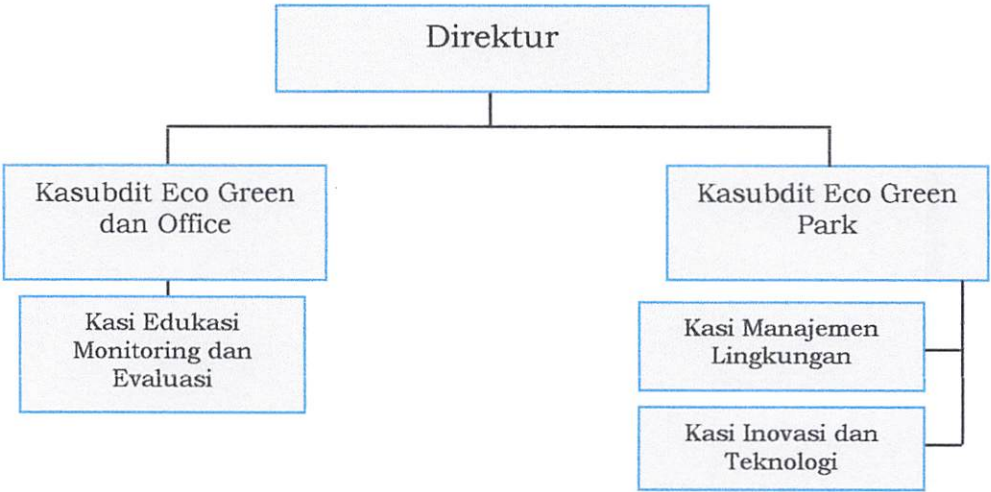 Direktur
Kasubdit Eco Green
dan Office
Kasubdit Eco Green
Park
Kasi Edukasi
Monitoring dan
Evaluasi
Kasi Manajemen
Lingkungan
Kasi Inovasi dan
Teknologi